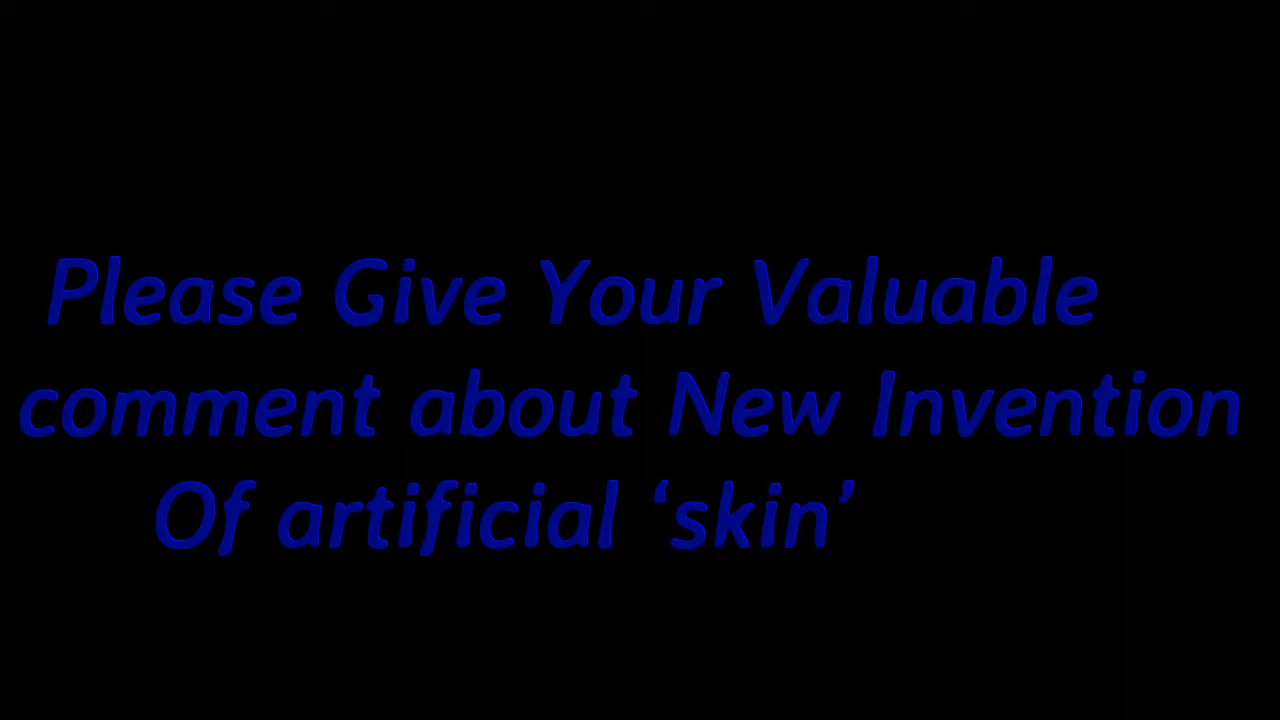 Please Give Your Valuable
comment about New Invention
Of artificial ‘skin’